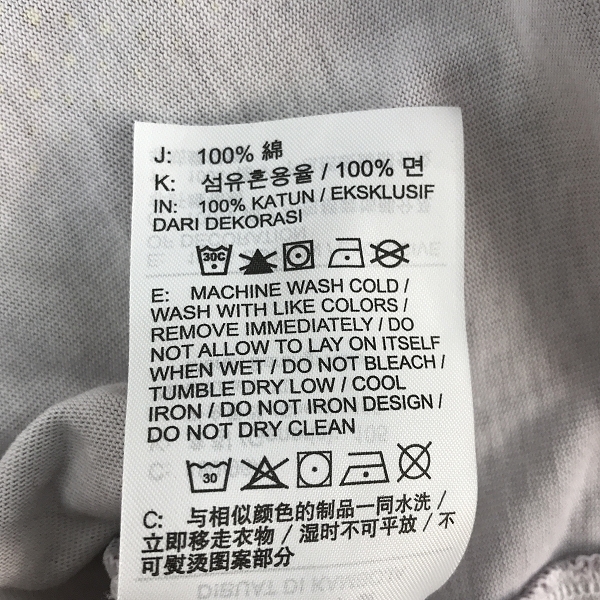 J: 100% 綿
K: 섬유혼용율 / 100% 면
IN: 100% KATUN / EKSKLUSIF
DARI DEKORASI
30C
E: MACHINE WASH COLD /
WASH WITH LIKE COLORS /
REMOVE IMMEDIATELY / DO
NOT ALLOW TO LAY ON ITSELF
WHEN WET / DO NOT BLEACH /
TUMBLE DRY LOW / COOL
IRON / DO NOT IRON DESIGN /
DO NOT DRY CLEAN
30
C: 与相似颜色的制品一同水洗 /
立即移走衣物 / 湿时不可平放 / 不
可熨烫图案部分